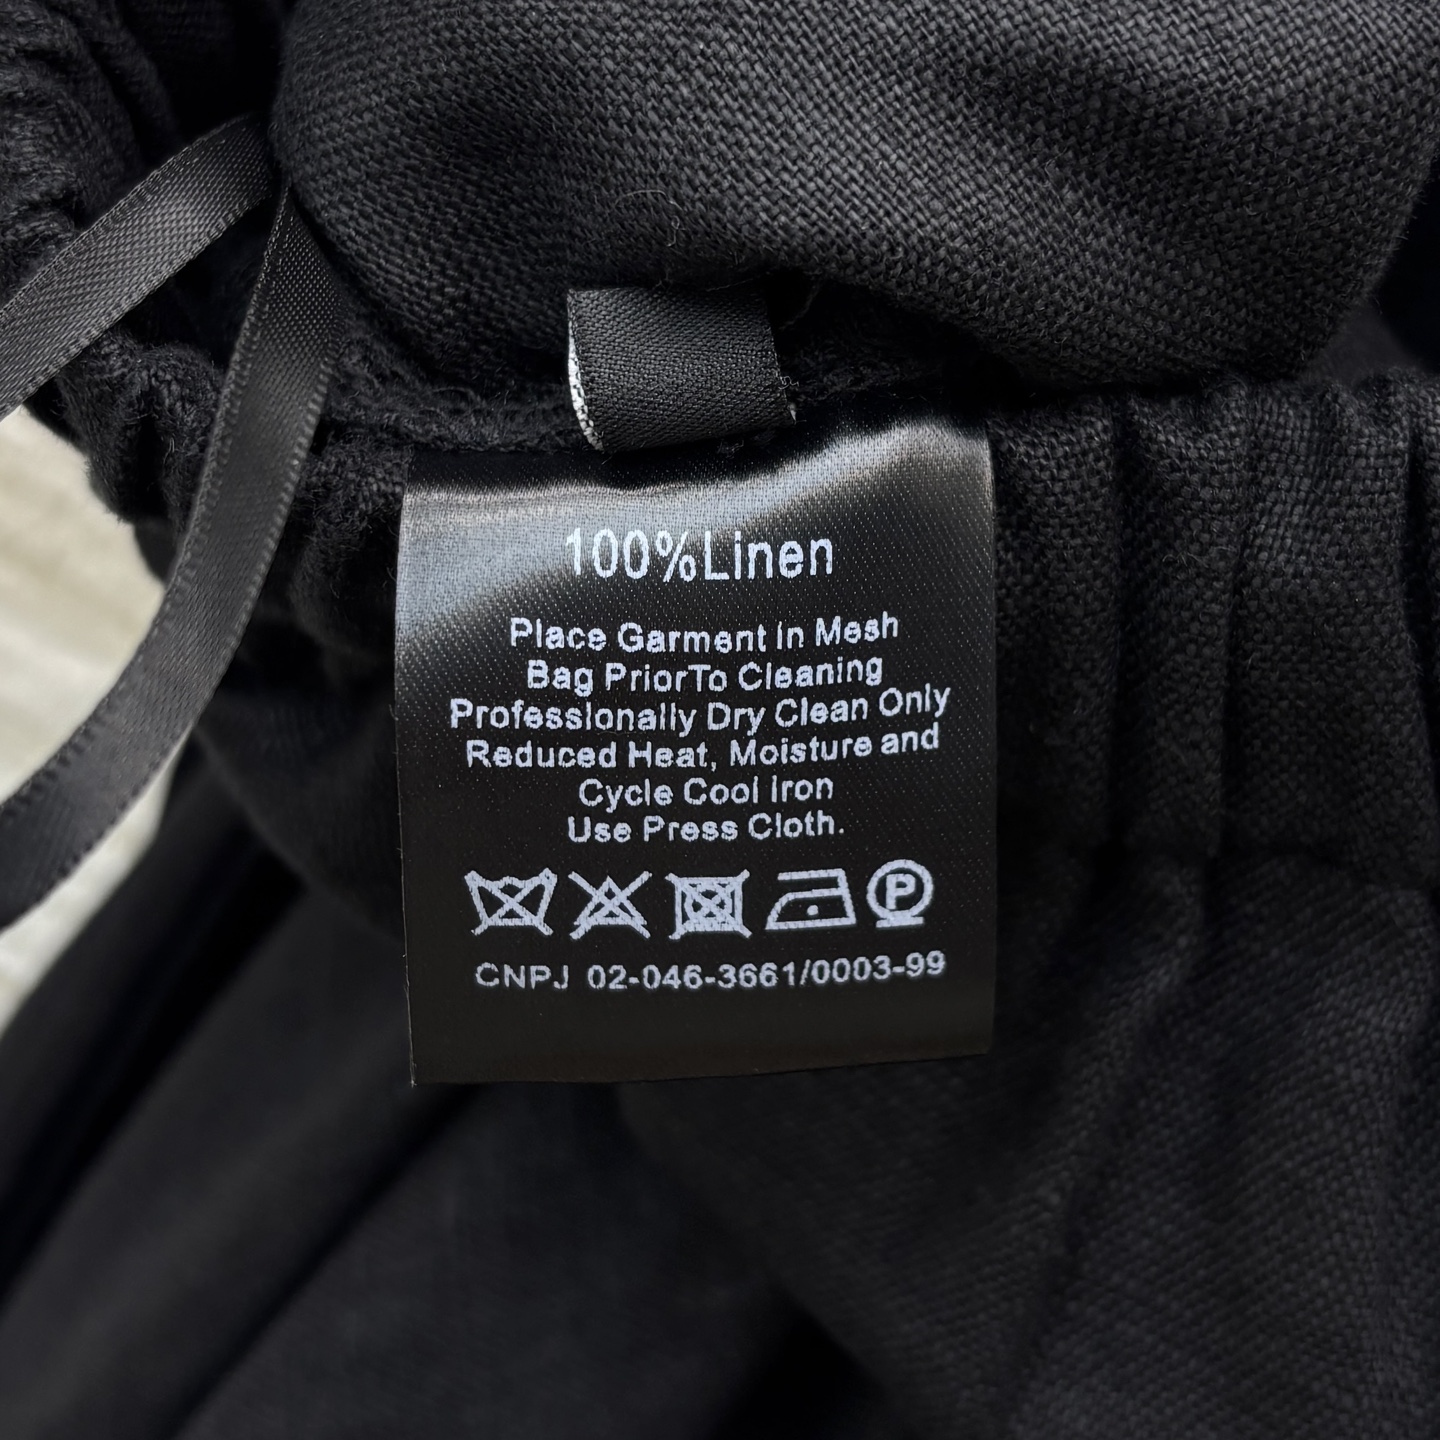 100%Linen
Place Garment in Mesh
Bag PriorTo Cleaning
Professionally Dry Clean Only
Reduced Heat, Moisture and
Cycle Cool Iron
Use Press Cloth.
P
CNPJ 02-046-3661/0003-99